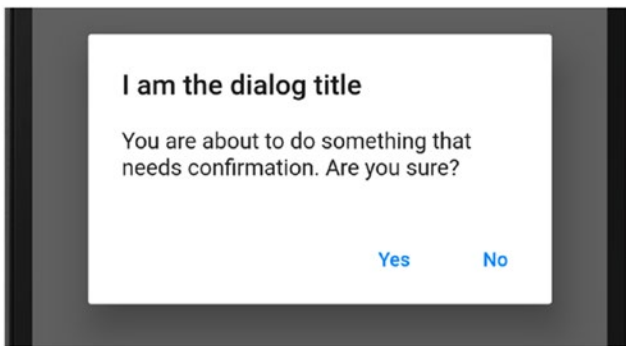 I am the dialog title
You are about to do something that
needs confirmation. Are you sure?
Yes No